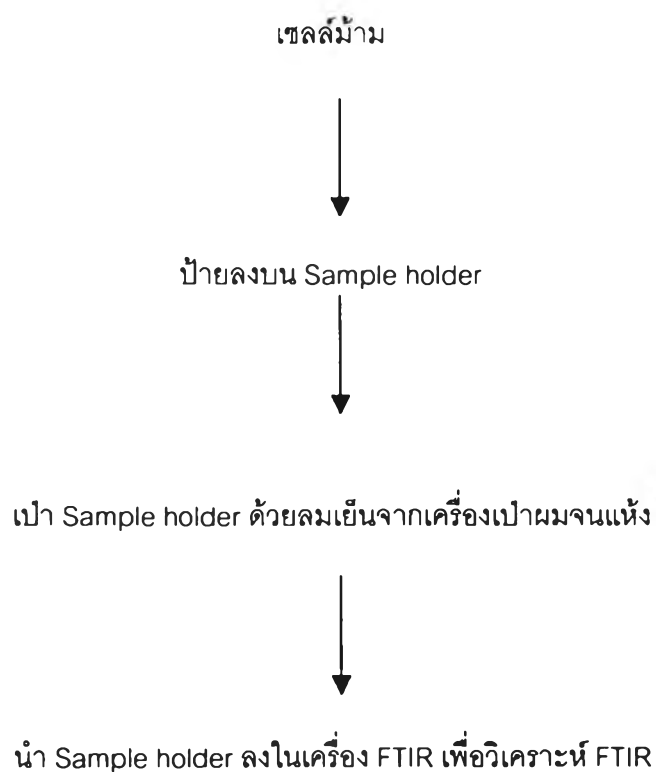 เซลล์ม้าม
ป้ายลงบน Sample holder
เป่า Sample holder ด้วยลมเย็นจากเครื่องเป่าผมจนแห้ง
นำ Sample holder ลงในเครื่อง FTIR เพื่อวิเคราะห์ FTIR